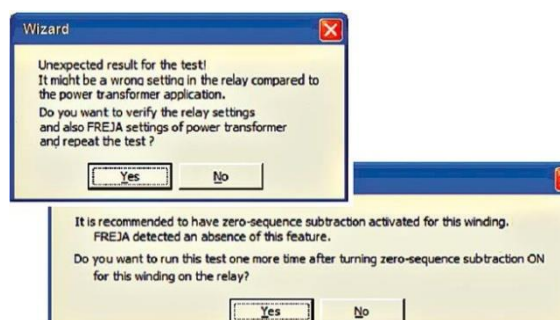 Wizard
Unexpected result for the test!
It might be a wrong setting in the relay compared to
the power transformer application.
Do you want to verify the relay settings
and also FREJA settings of power transformer
and repeat the test ?
Yes No
It is recommended to have zero-sequence subtraction activated for this winding.
FREJA detected an absence of this feature.
Do you want to run this test one more time after turning zero-sequence subtraction ON
for this winding on the relay?
Yes No